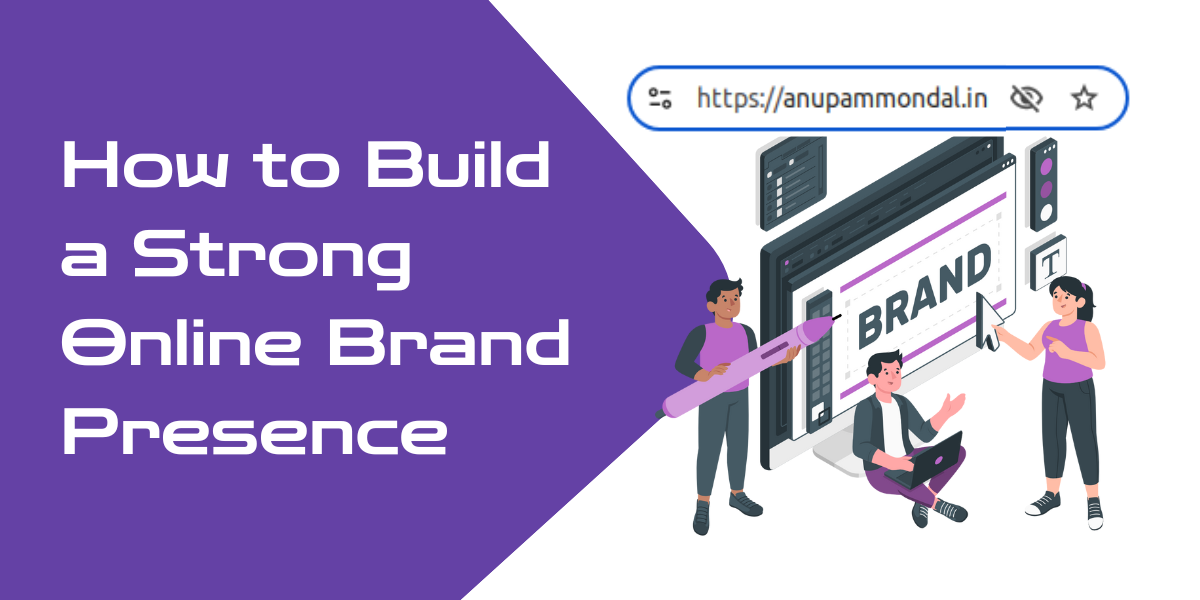 How to Build
a Strong
Online Brand
Presence
https://anupammondal.in
BRAND
T